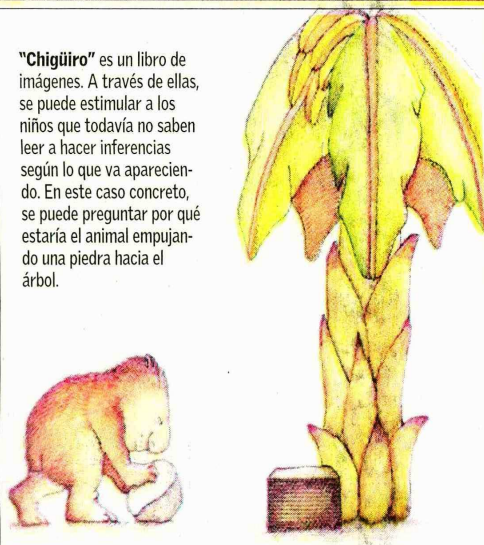 "Chigüiro" es un libro de
imágenes. A través de ellas,
se puede estimular a los
niños que todavía no saben
leer a hacer inferencias
según lo que va aparecien-
do. En este caso concreto,
se puede preguntar por qué
estaría el animal empujan-
do una piedra hacia el
árbol.